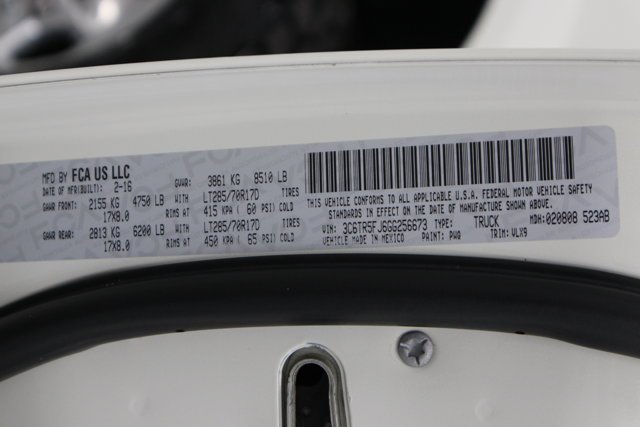 MFD BY FCA US LLC
DATE OF MFR(BUILT): 2-16 GVWR: 3861 KG 8510 LB
GAWR FRONT: 2155 KG 4750 LB WITH LT285/70R17D TIRES
17X8.0 RIMS AT 415 KPA ( 60 PSI) COLD
GAWR REAR: 2813 KG 6200 LB WITH LT285/70R17D TIRES
17X8.0 RIMS AT 450 KPA ( 65 PSI) COLD
THIS VEHICLE CONFORMS TO ALL APPLICABLE U.S.A. FEDERAL MOTOR VEHICLE SAFETY
STANDARDS IN EFFECT ON THE DATE OF MANUFACTURE SHOWN ABOVE.
VIN: 3C6TR5FJ6GG256673 TYPE: TRUCK MDH: 020808 523AB
VEHICLE MADE IN MEXICO PAINT: PWG TRIM: VLX9